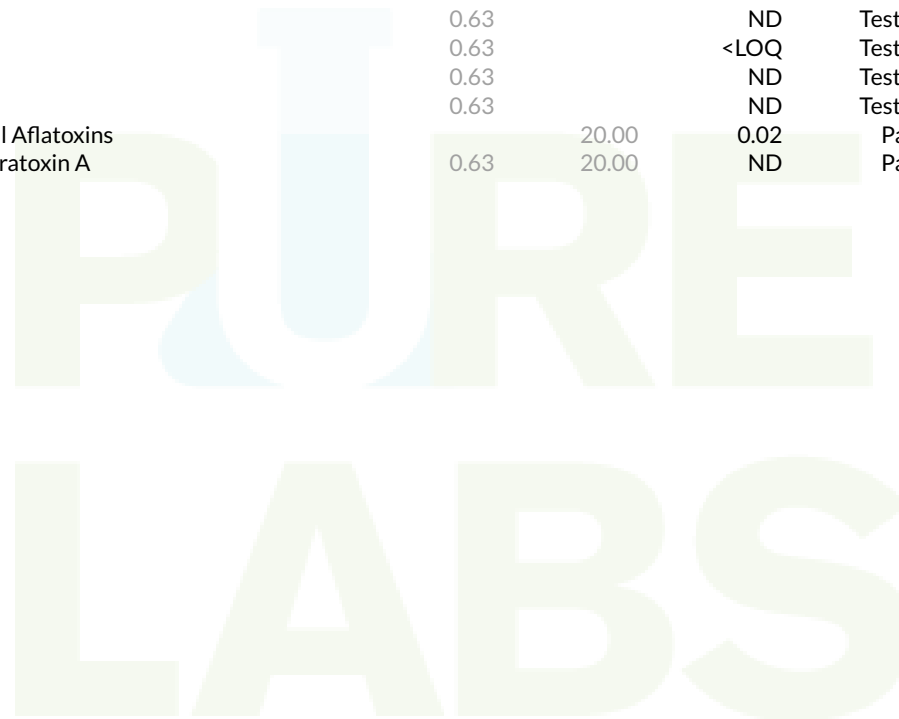 0.63 ND Test
0.63 <LOQ Test
0.63 ND Test
0.63 ND Test
l Aflatoxins 20.00 0.02 Pa
ratoxin A 0.63 20.00 ND Pa
PURE
LABS